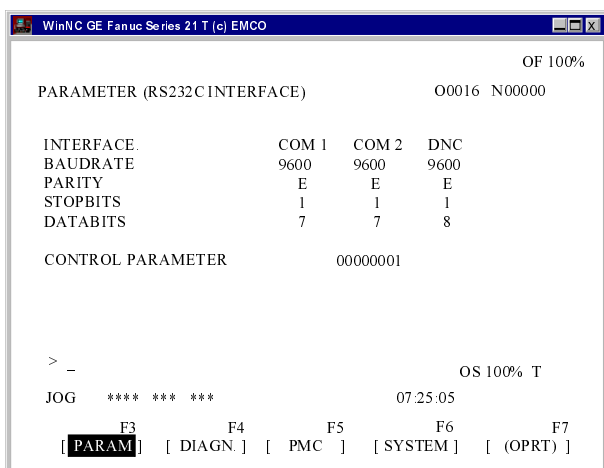 WinNC GE Fanuc Series 21 T (c) EMCO
OF 100%
PARAMETER (RS232C INTERFACE) O0016 N00000
INTERFACE. COM 1 COM 2 DNC
BAUDRATE 9600 9600 9600
PARITY E E E
STOPBITS 1 1 1
DATABITS 7 7 8
CONTROL PARAMETER 00000001
> _
OS 100% T
JOG **** *** *** 07:25:05
F3 F4 F5 F6 F7
[ PARAM ] [ DIAGN. ] [ PMC ] [ SYSTEM ] [ (OPRT) ]